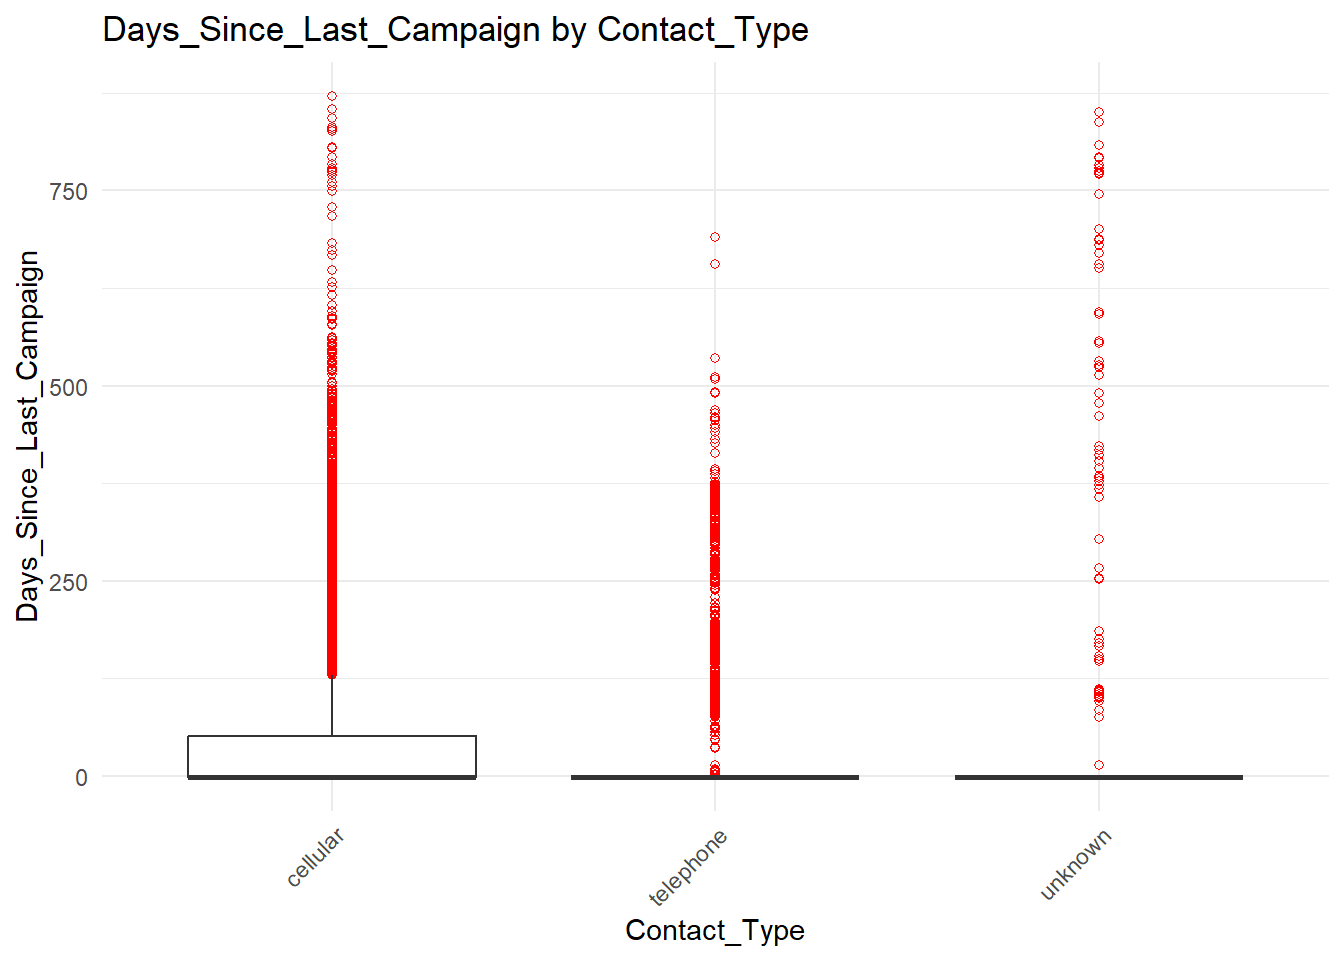 Days_Since_Last_Campaign by Contact_Type
Days_Since_Last_Campaign
750
500
250
0
cellular
telephone
unknown
Contact_Type